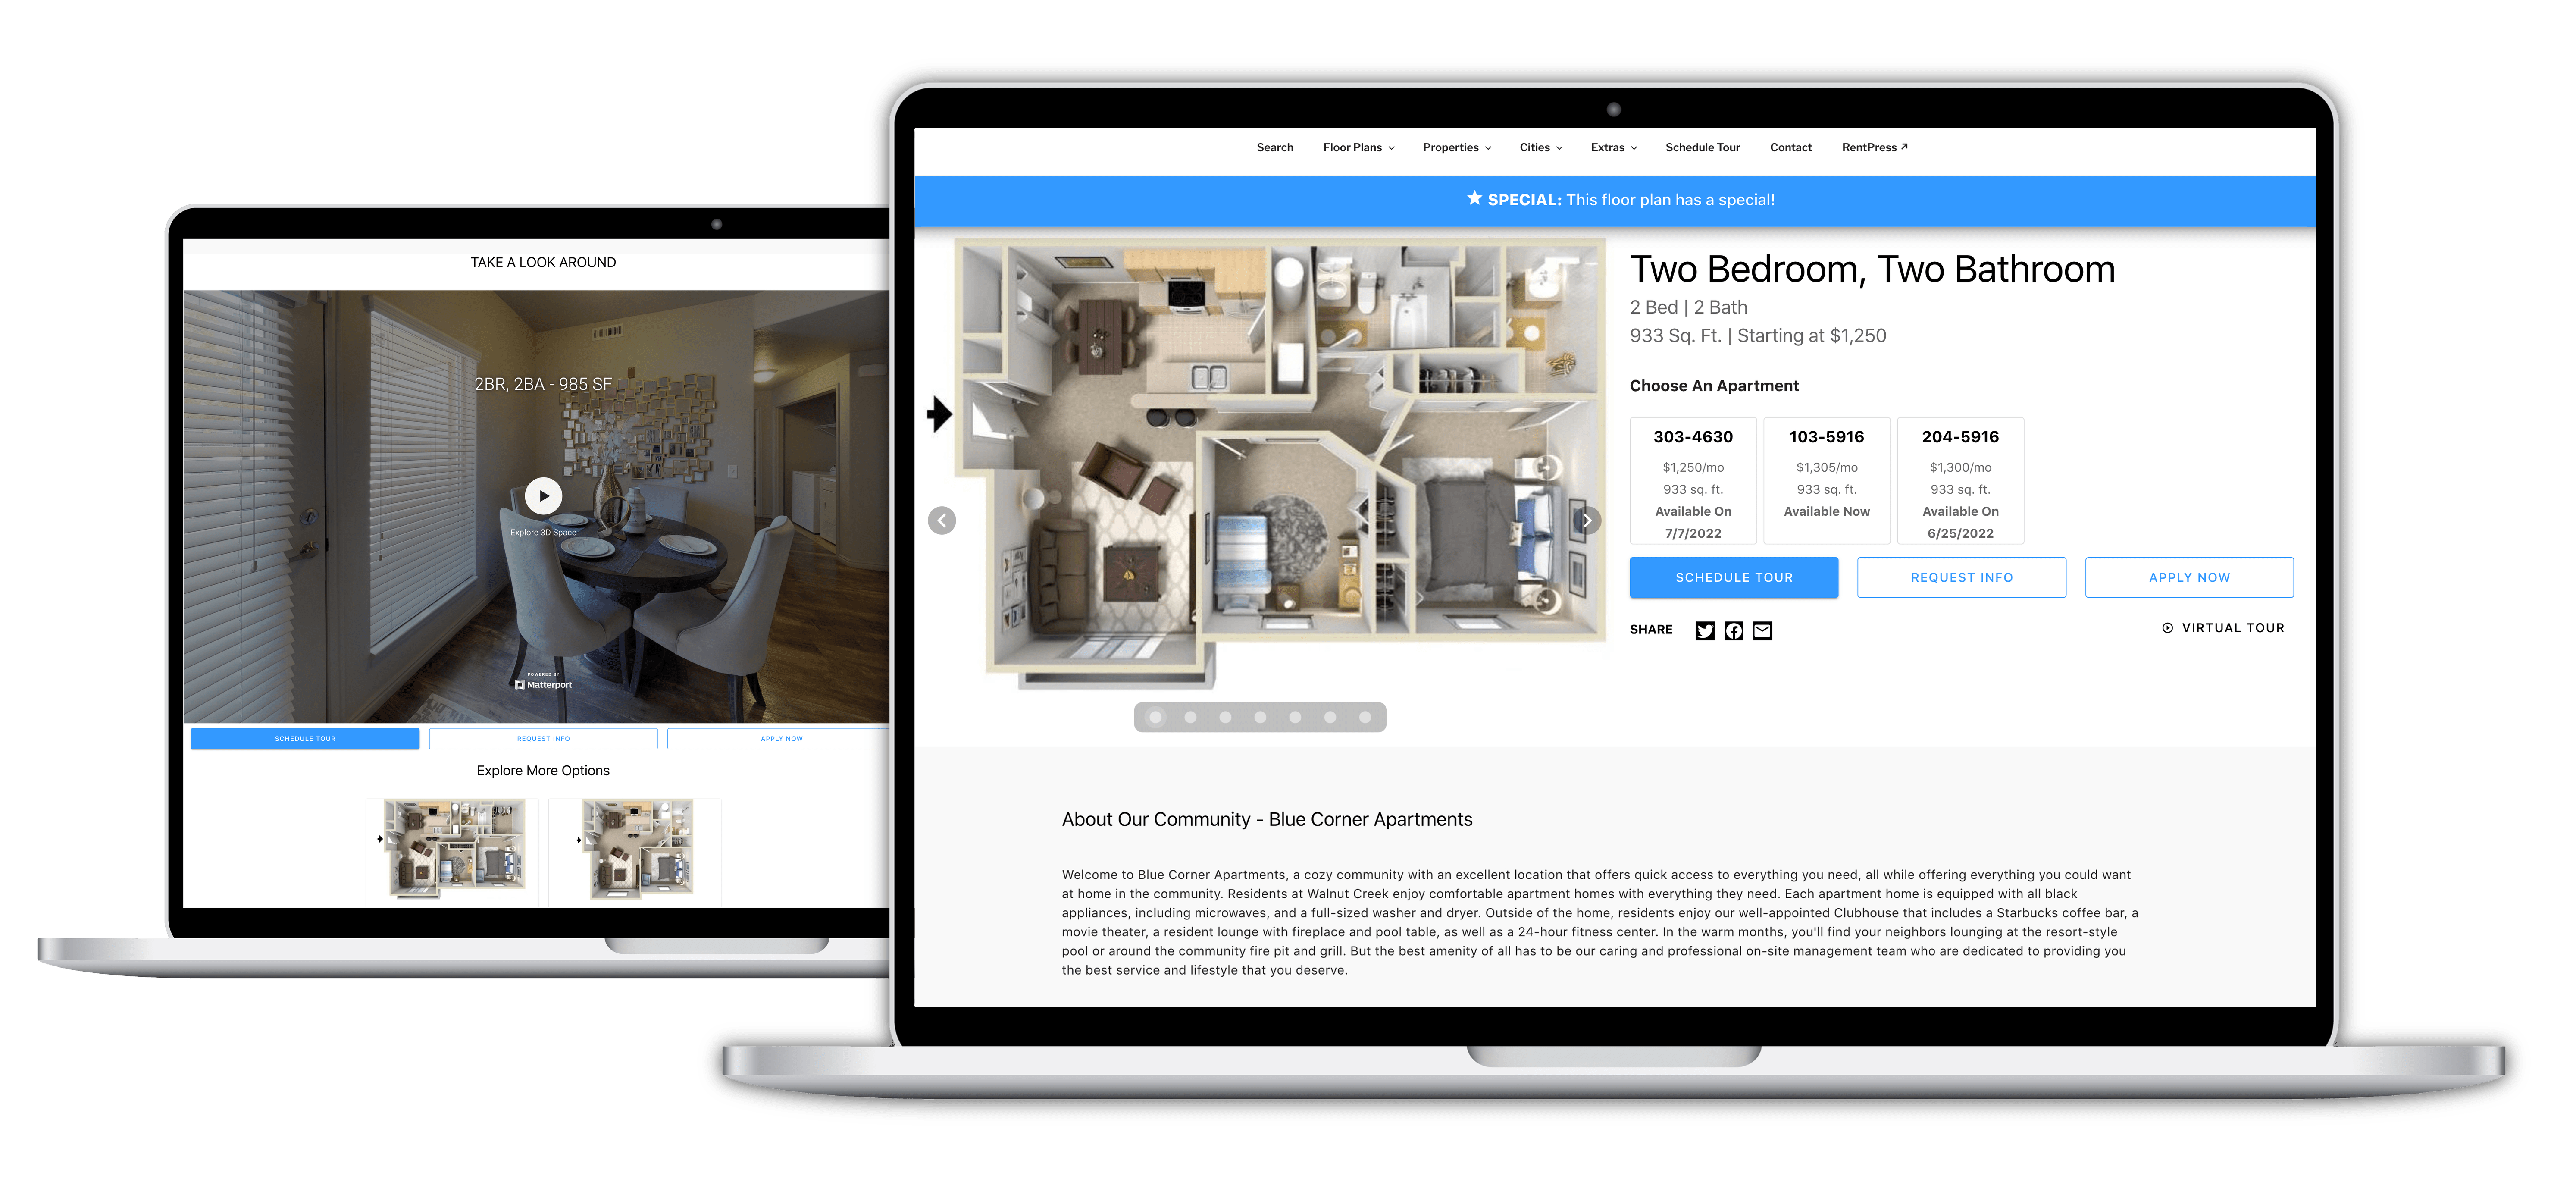 TAKE A LOOK AROUND
2BR, 2BA - 985 SF
Explore 3D Space
POWERED BY
Matterport
SCHEDULE TOUR
REQUEST INFO
APPLY NOW
Explore More Options
Search Floor Plans Properties Cities Extras Schedule Tour Contact RentPress
SPECIAL: This floor plan has a special!
Two Bedroom, Two Bathroom
2 Bed | 2 Bath
933 Sq. Ft. | Starting at $1,250
Choose An Apartment
303-4630
$1,250/mo
933 sq. ft.
Available On
7/7/2022
103-5916
$1,305/mo
933 sq. ft.
Available Now
204-5916
$1,300/mo
933 sq. ft.
Available On
6/25/2022
SCHEDULE TOUR
REQUEST INFO
APPLY NOW
SHARE
VIRTUAL TOUR
About Our Community - Blue Corner Apartments
Welcome to Blue Corner Apartments, a cozy community with an excellent location that offers quick access to everything you need, all while offering everything you could want
at home in the community. Residents at Walnut Creek enjoy comfortable apartment homes with everything they need. Each apartment home is equipped with all black
appliances, including microwaves, and a full-sized washer and dryer. Outside of the home, residents enjoy our well-appointed Clubhouse that includes a Starbucks coffee bar, a
movie theater, a resident lounge with fireplace and pool table, as well as a 24-hour fitness center. In the warm months, you'll find your neighbors lounging at the resort-style
pool or around the community fire pit and grill. But the best amenity of all has to be our caring and professional on-site management team who are dedicated to providing you
the best service and lifestyle that you deserve.